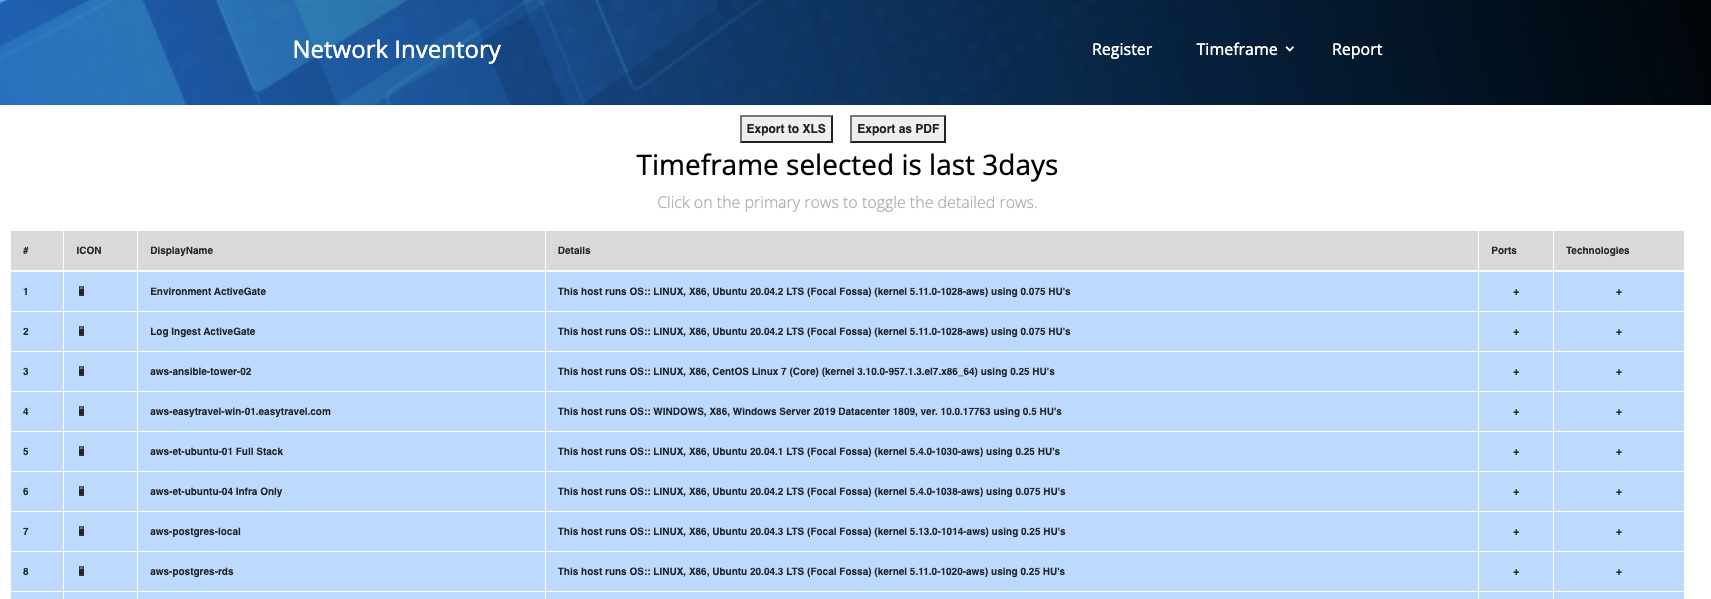 Network Inventory Register Timeframe Report
Export to XLS Export as PDF
Timeframe selected is last 3days
Click on the primary rows to toggle the detailed rows.
# ICON DisplayName Details Ports Technologies
1 Environment ActiveGate This host runs OS:: LINUX, X86, Ubuntu 20.04.2 LTS (Focal Fossa) (kernel 5.11.0-1028-aws) using 0.075 HU's + +
2 Log Ingest ActiveGate This host runs OS:: LINUX, X86, Ubuntu 20.04.2 LTS (Focal Fossa) (kernel 5.11.0-1028-aws) using 0.075 HU's + +
3 aws-ansible-tower-02 This host runs OS:: LINUX, X86, CentOS Linux 7 (Core) (kernel 3.10.0-957.1.3.el7.x86_64) using 0.25 HU's + +
4 aws-easytravel-win-01.easytravel.com This host runs OS:: WINDOWS, X86, Windows Server 2019 Datacenter 1809, ver. 10.0.17763 using 0.5 HU's + +
5 aws-et-ubuntu-01 Full Stack This host runs OS:: LINUX, X86, Ubuntu 20.04.1 LTS (Focal Fossa) (kernel 5.4.0-1030-aws) using 0.25 HU's + +
6 aws-et-ubuntu-04 Infra Only This host runs OS:: LINUX, X86, Ubuntu 20.04.2 LTS (Focal Fossa) (kernel 5.4.0-1038-aws) using 0.075 HU's + +
7 aws-postgres-local This host runs OS:: LINUX, X86, Ubuntu 20.04.3 LTS (Focal Fossa) (kernel 5.13.0-1014-aws) using 0.25 HU's + +
8 aws-postgres-rds This host runs OS:: LINUX, X86, Ubuntu 20.04.3 LTS (Focal Fossa) (kernel 5.11.0-1020-aws) using 0.25 HU's + +